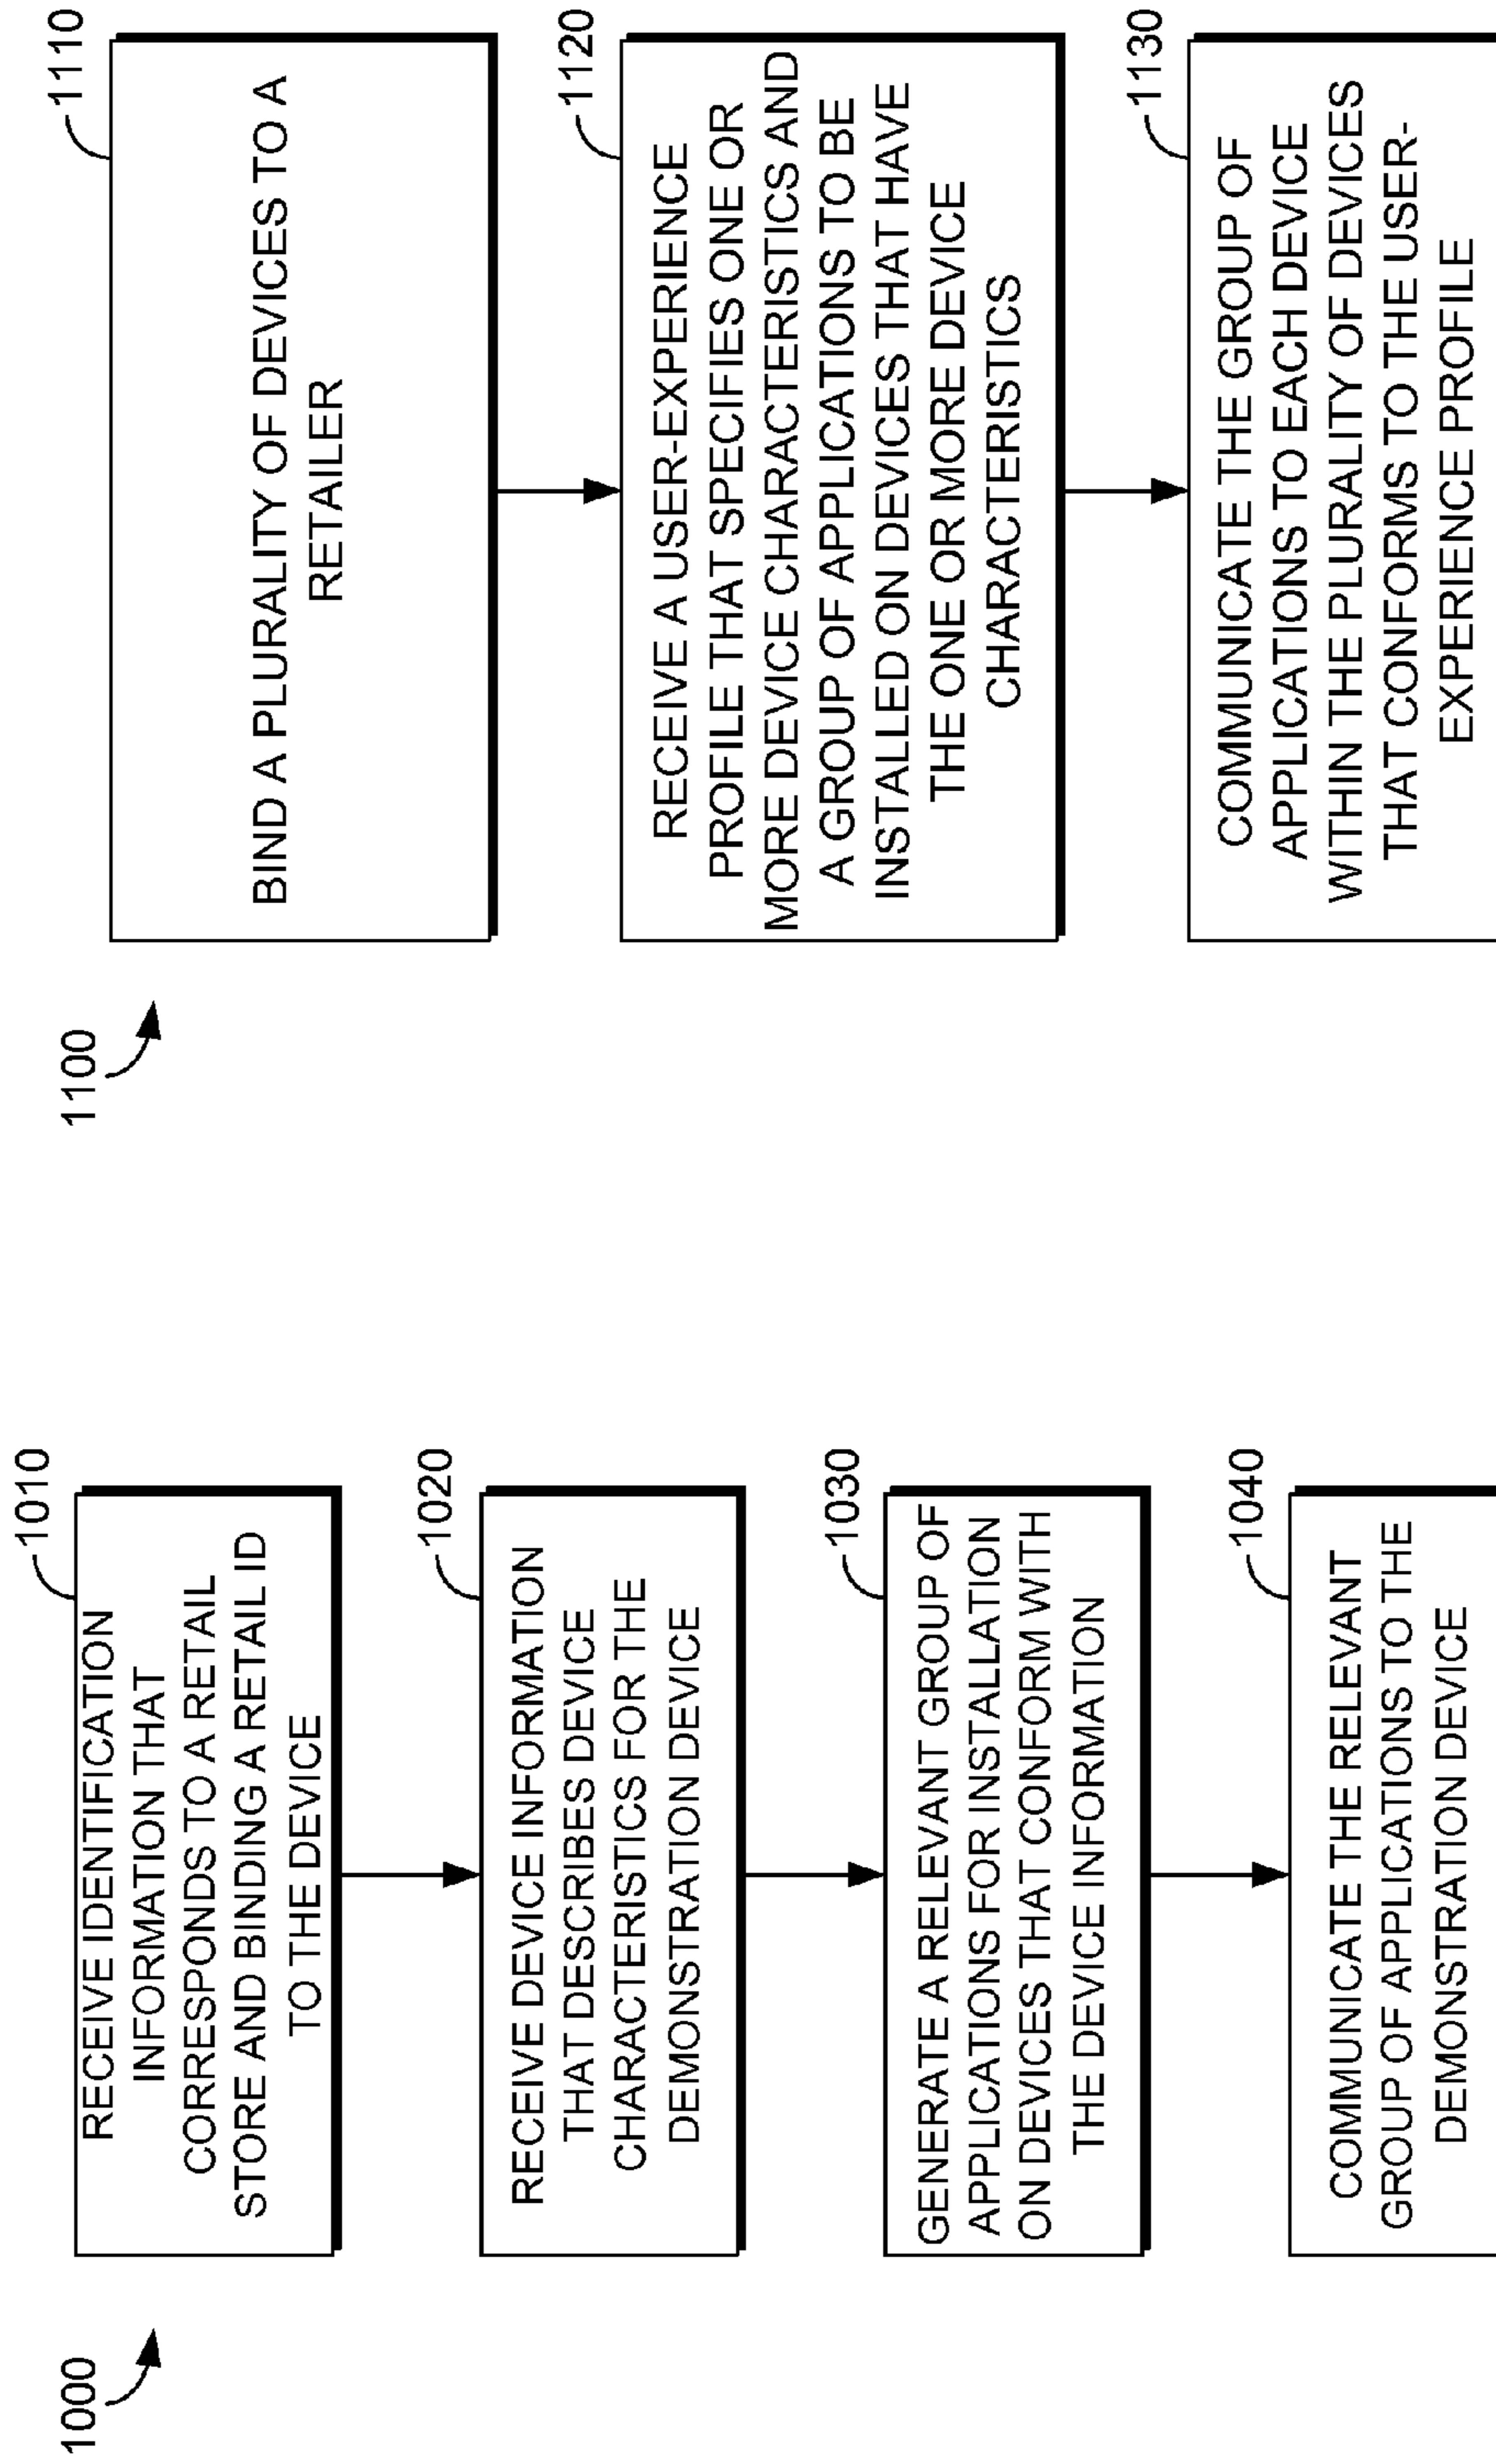 1000
1010
RECEIVE IDENTIFICATION
INFORMATION THAT
CORRESPONDS TO A RETAIL
STORE AND BINDING A RETAIL ID
TO THE DEVICE
1020
RECEIVE DEVICE INFORMATION
THAT DESCRIBES DEVICE
CHARACTERISTICS FOR THE
DEMONSTRATION DEVICE
1030
GENERATE A RELEVANT GROUP OF
APPLICATIONS FOR INSTALLATION
ON DEVICES THAT CONFORM WITH
THE DEVICE INFORMATION
1040
COMMUNICATE THE RELEVANT
GROUP OF APPLICATIONS TO THE
DEMONSTRATION DEVICE
1100
1110
BIND A PLURALITY OF DEVICES TO A
RETAILER
1120
RECEIVE A USER-EXPERIENCE
PROFILE THAT SPECIFIES ONE OR
MORE DEVICE CHARACTERISTICS AND
A GROUP OF APPLICATIONS TO BE
INSTALLED ON DEVICES THAT HAVE
THE ONE OR MORE DEVICE
CHARACTERISTICS
1130
COMMUNICATE THE GROUP OF
APPLICATIONS TO EACH DEVICE
WITHIN THE PLURALITY OF DEVICES
THAT CONFORMS TO THE USER-
EXPERIENCE PROFILE